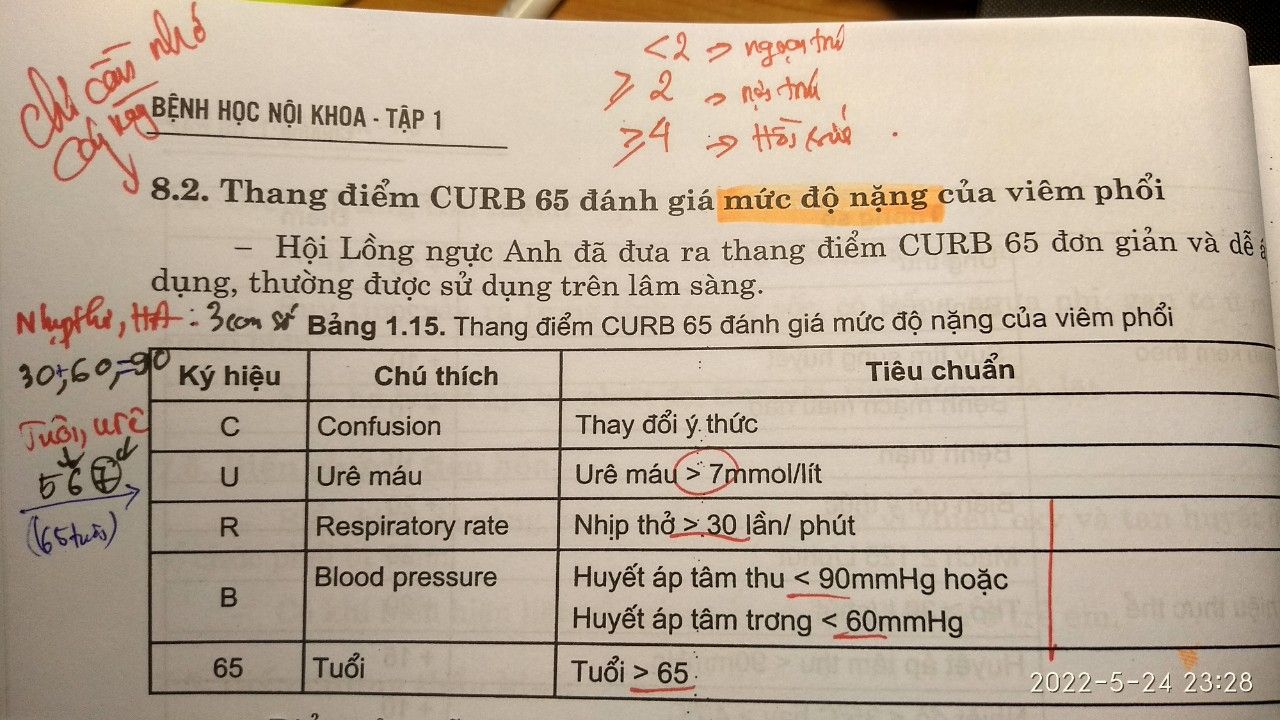 chỉ cần nhớ
cái này
< 2 => ngoại trú
≥ 2 -> nội trú
≥ 4 -> Hồi sức
BỆNH HỌC NỘI KHOA - TẬP 1
8.2. Thang điểm CURB 65 đánh giá mức độ nặng của viêm phổi
– Hội Lồng ngực Anh đã đưa ra thang điểm CURB 65 đơn giản và dễ
dụng, thường được sử dụng trên lâm sàng.
Nhịp thở, HA : 3 con số
30, 60, 90
Tuổi, urê
5 6 7
(65 tuổi)
Bảng 1.15. Thang điểm CURB 65 đánh giá mức độ nặng của viêm phổi
Ký hiệu Chú thích Tiêu chuẩn
C Confusion Thay đổi ý thức
U Urê máu Urê máu > 7mmol/lít
R Respiratory rate Nhịp thở > 30 lần/ phút
B Blood pressure Huyết áp tâm thu < 90mmHg hoặc
Huyết áp tâm trơng < 60mmHg
65 Tuổi Tuổi > 65
2022-5-24 23:28